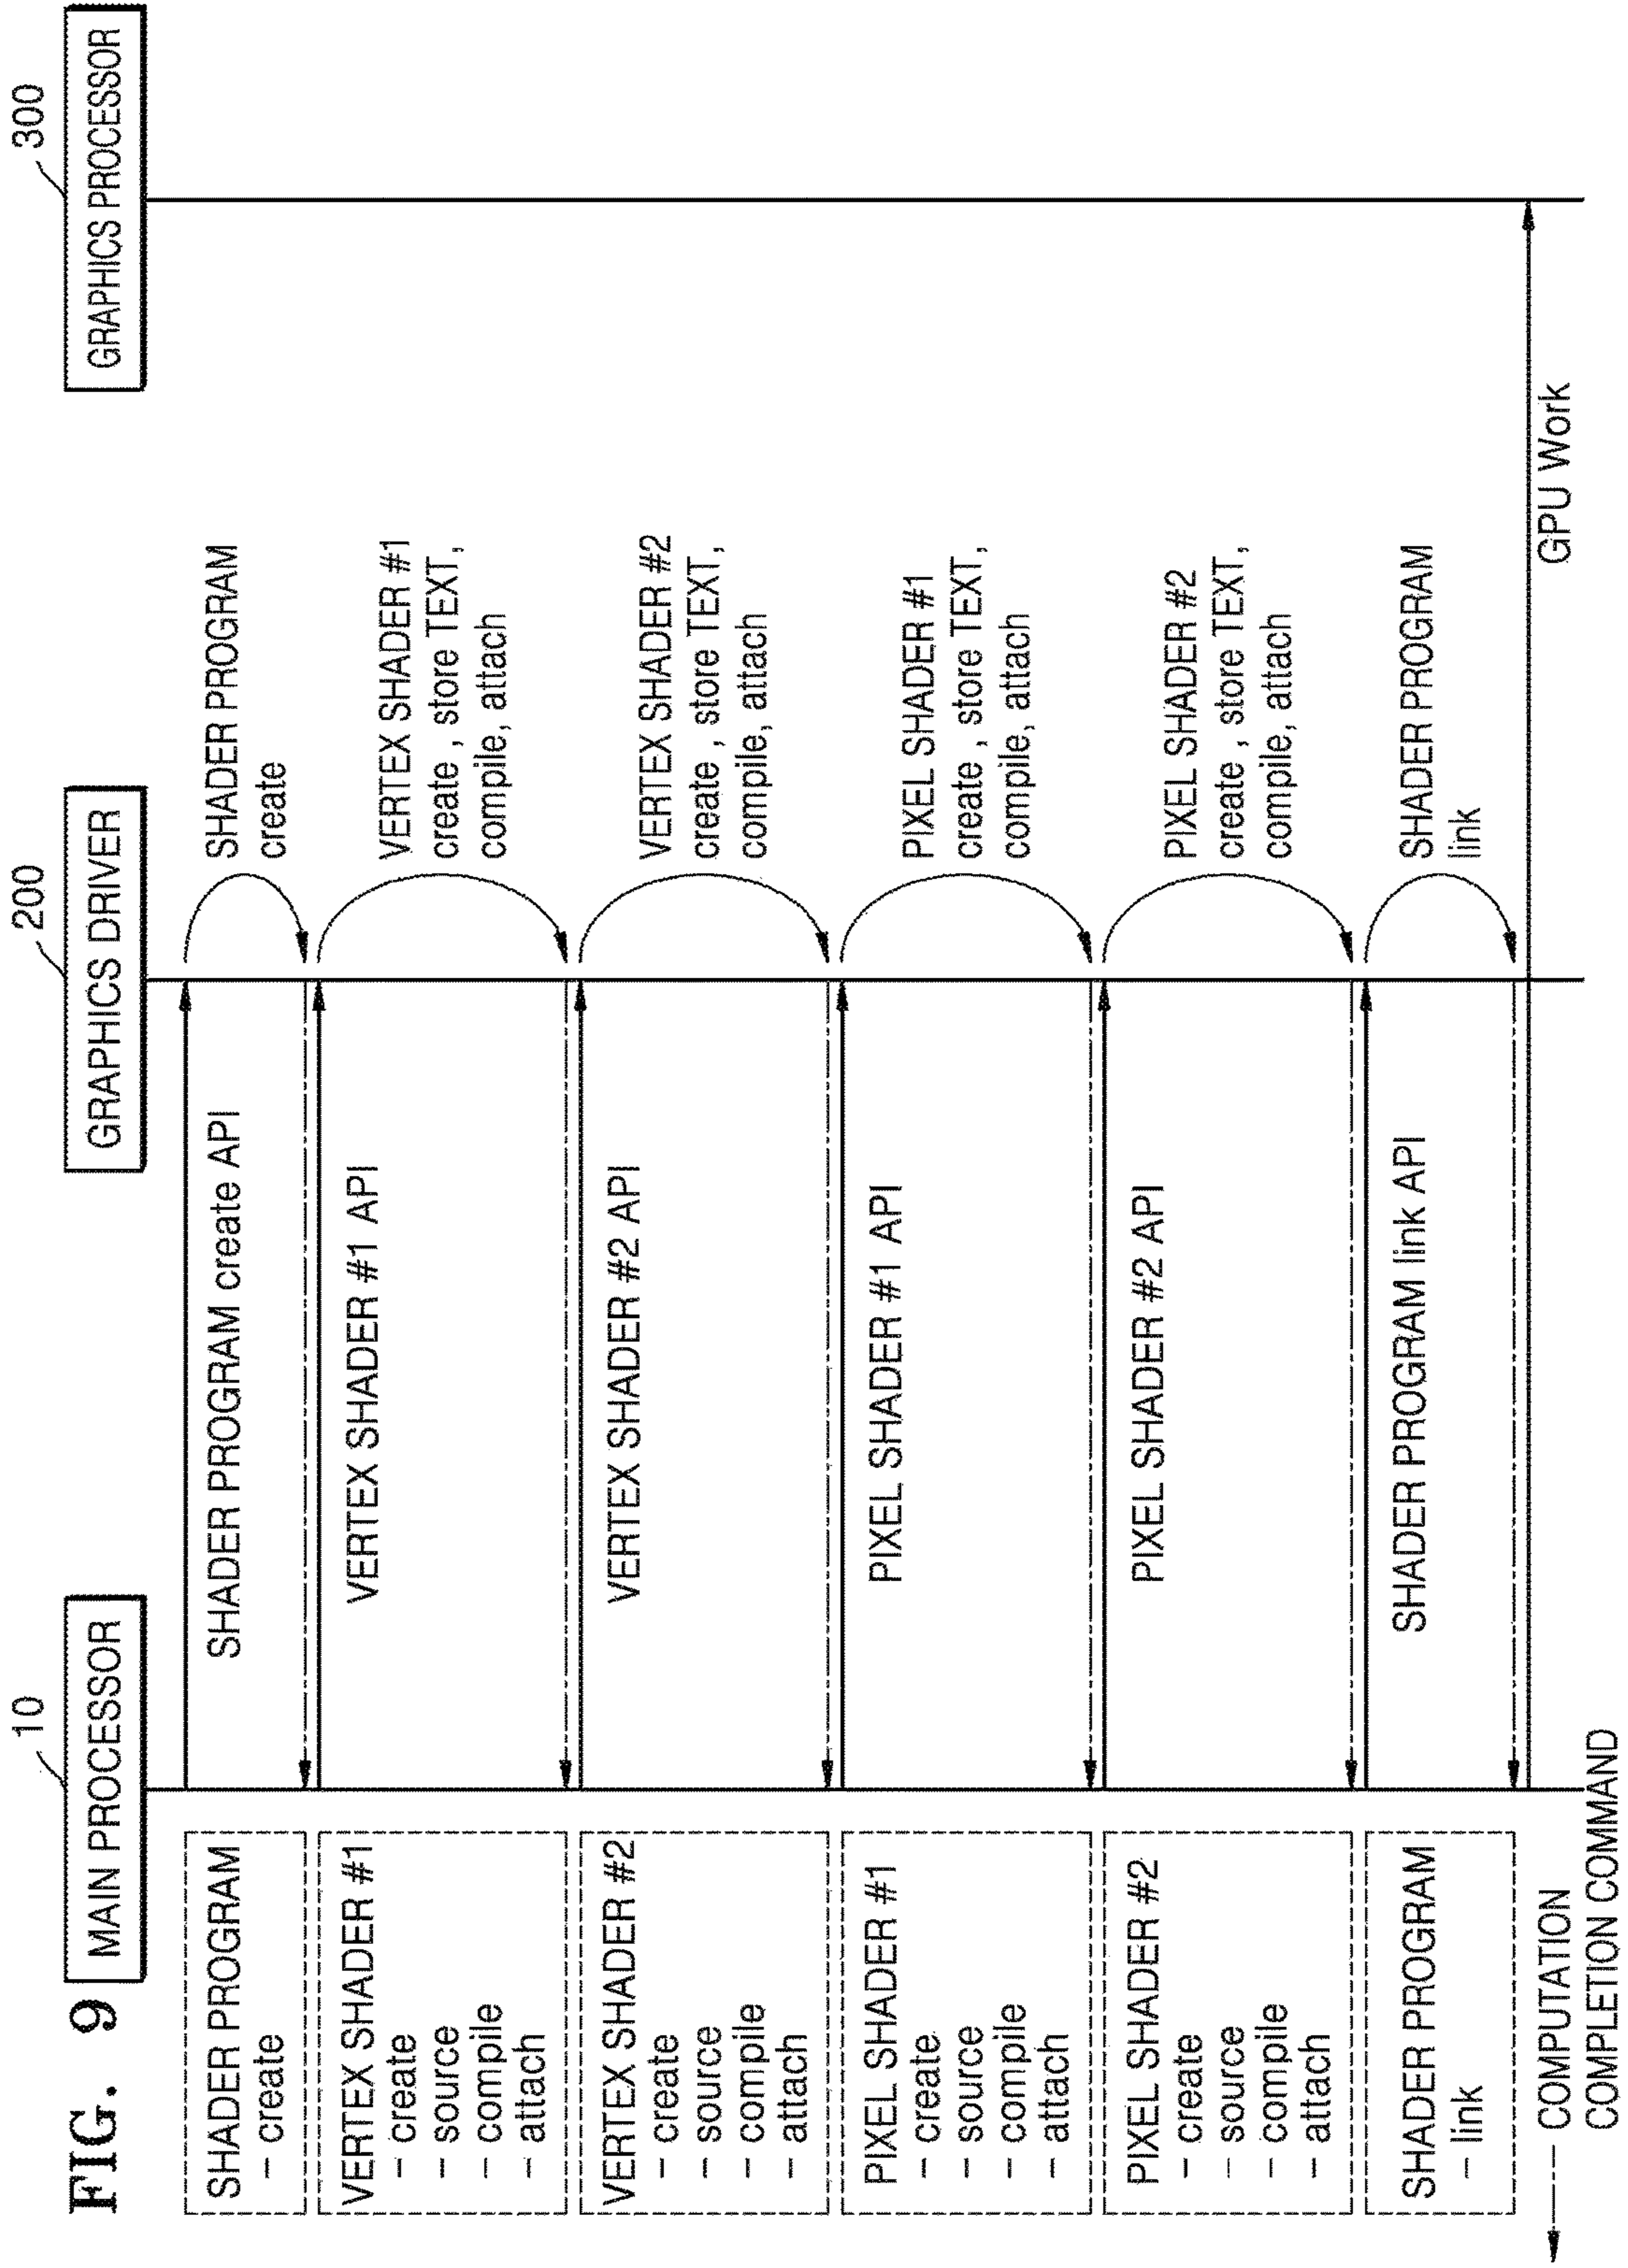 FIG. 9
10
MAIN PROCESSOR
200
GRAPHICS DRIVER
300
GRAPHICS PROCESSOR
SHADER PROGRAM
– create
SHADER PROGRAM create API
SHADER PROGRAM
create
VERTEX SHADER #1
– create
– source
– compile
– attach
VERTEX SHADER #1 API
VERTEX SHADER #1
create , store TEXT,
compile, attach
VERTEX SHADER #2
– create
– source
– compile
– attach
VERTEX SHADER #2 API
VERTEX SHADER #2
create , store TEXT,
compile, attach
PIXEL SHADER #1
– create
– source
– compile
– attach
PIXEL SHADER #1 API
PIXEL SHADER #1
create , store TEXT,
compile, attach
PIXEL SHADER #2
– create
– source
– compile
– attach
PIXEL SHADER #2 API
PIXEL SHADER #2
create , store TEXT,
compile, attach
SHADER PROGRAM
– link
SHADER PROGRAM link API
SHADER PROGRAM
link
GPU Work
COMPUTATION
COMPLETION COMMAND